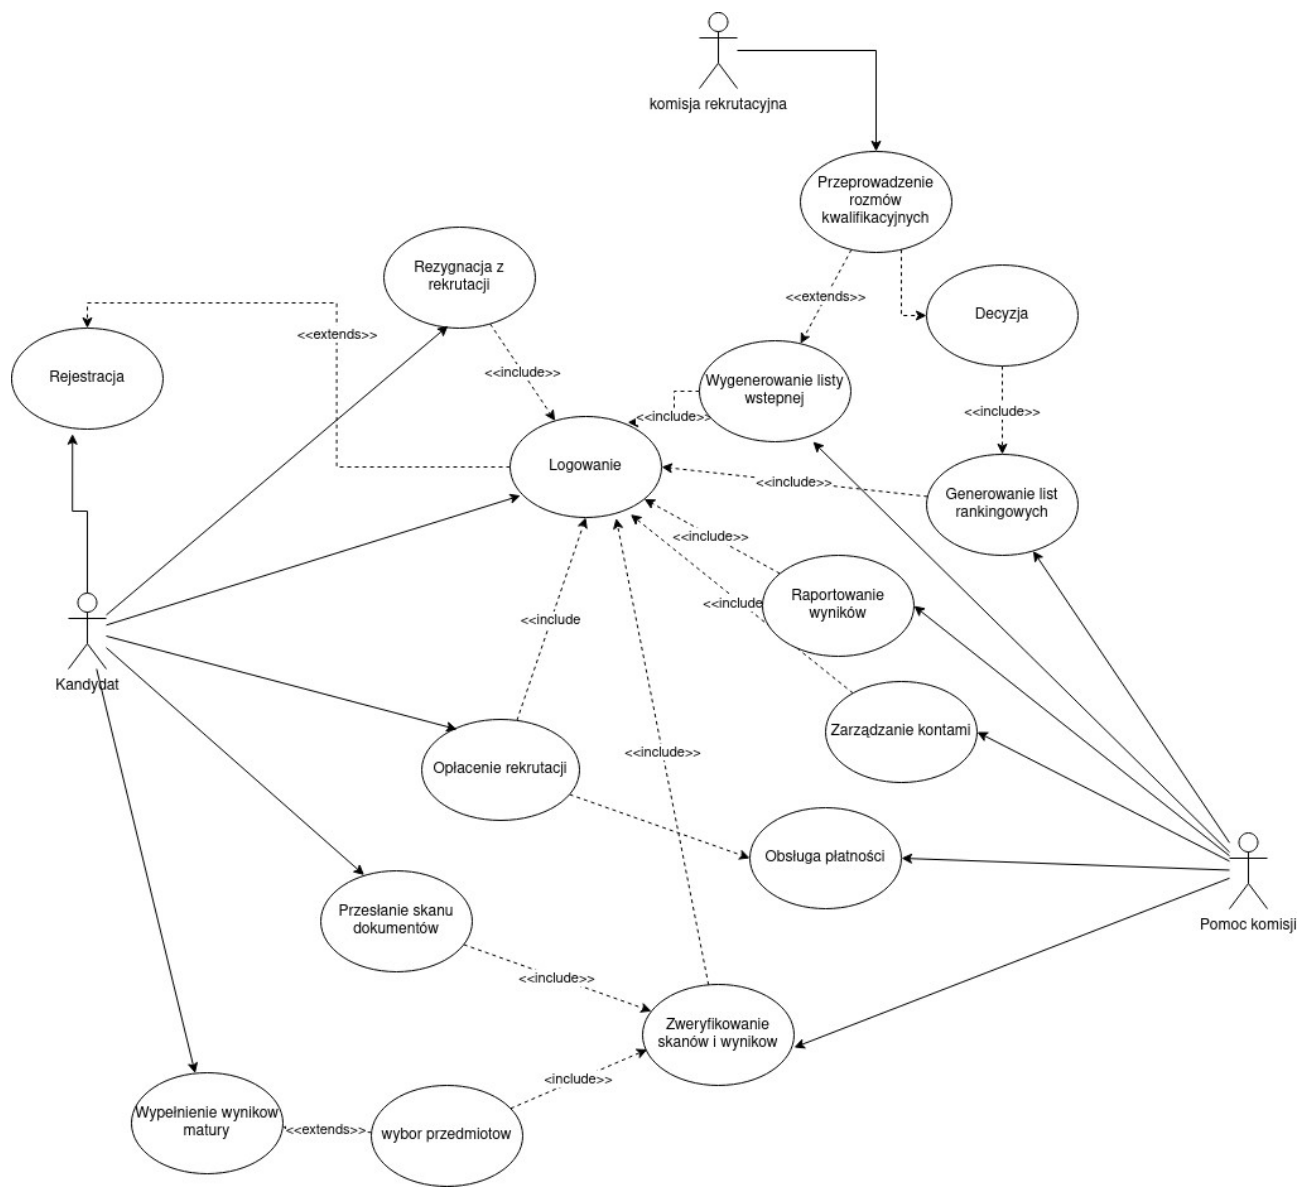 komisja rekrutacyjna
Przeprowadzenie
rozmów
kwalifikacyjnych
Rezygnacja z
rekrutacji
<<extends>>
Decyzja
<<extends>>
Rejestracja
<<include>>
Wygenerowanie listy
wstepnej
<<include>>
<<include>>
Logowanie
<<include>>
Generowanie list
rankingowych
<<include>>
Raportowanie
wyników
<<include
<<include
Kandydat
Zarządzanie kontami
<<include>>
Opłacenie rekrutacji
Obsługa płatności
Pomoc komisji
Przesłanie skanu
dokumentów
<<include>>
Zweryfikowanie
skanów i wynikow
<include>>
Wypełnienie wynikow
matury
<<extends>>
wybor przedmiotow